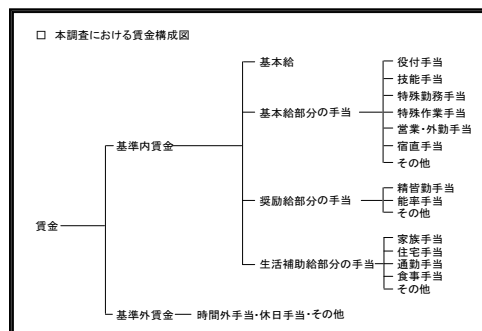 □ 本調査における賃金構成図
基本給
役付手当
技能手当
特殊勤務手当
基本給部分の手当
特殊作業手当
営業・外勤手当
宿直手当
その他
基準内賃金
精皆勤手当
奨励給部分の手当
能率手当
その他
賃金
家族手当
住宅手当
生活補助給部分の手当
通勤手当
食事手当
その他
基準外賃金
時間外手当・休日手当・その他